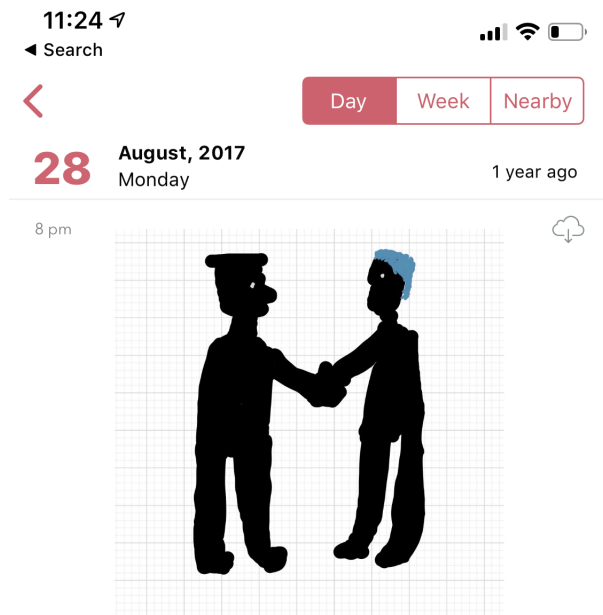 11:24
Search
Day Week Nearby
28
August, 2017
Monday
1 year ago
8 pm